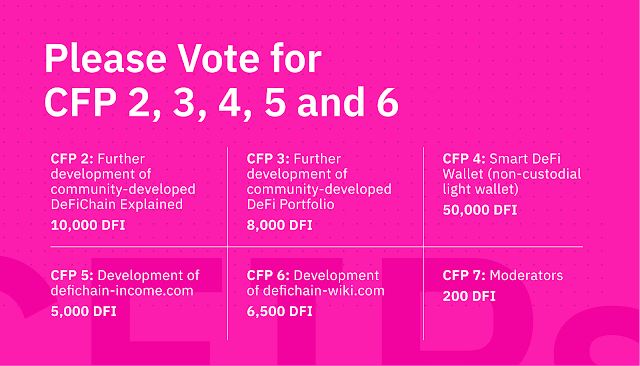 Please Vote for
CFP 2, 3, 4, 5 and 6
CFP 2: Further
development of
community-developed
DeFiChain Explained
10,000 DFI
CFP 3: Further
development of
community-developed
DeFi Portfolio
8,000 DFI
CFP 4: Smart DeFi
Wallet (non-custodial
light wallet)
50,000 DFI
CFP 5: Development of
defichain-income.com
5,000 DFI
CFP 6: Development
of defichain-wiki.com
6,500 DFI
CFP 7: Moderators
200 DFI
CFIPs